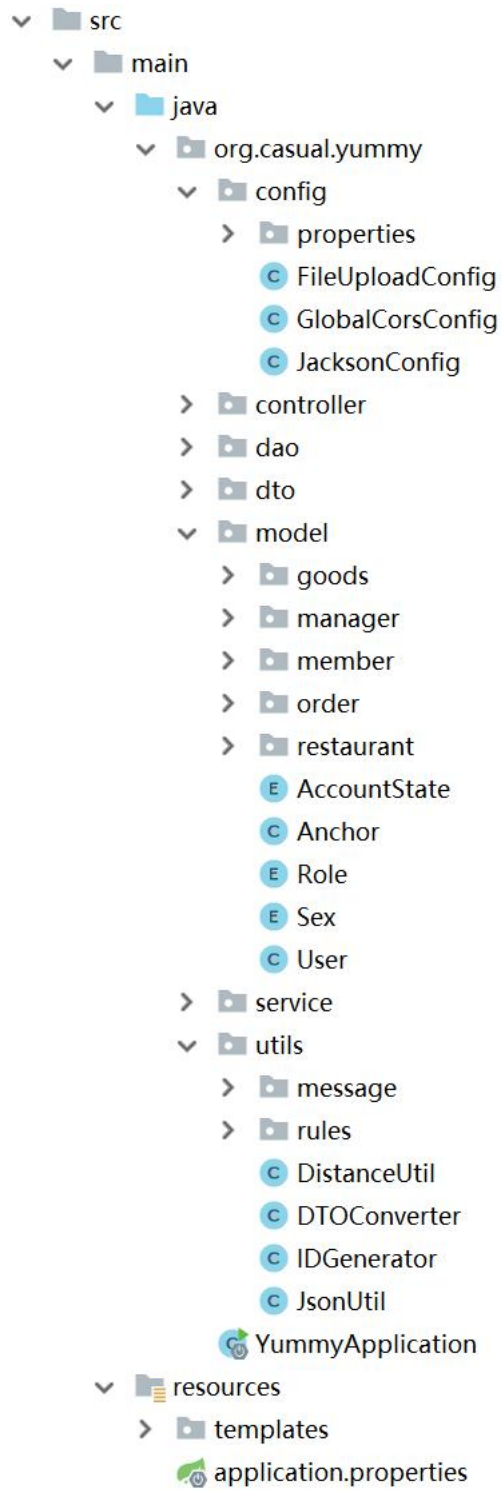 src
main
java
org.casual.yummy
config
properties
C FileUploadConfig
C GlobalCorsConfig
C JacksonConfig
controller
dao
dto
model
goods
manager
member
order
restaurant
E AccountState
C Anchor
E Role
E Sex
C User
service
utils
message
rules
C DistanceUtil
C DTOConverter
C IDGenerator
C JsonUtil
YummyApplication
resources
templates
application.properties